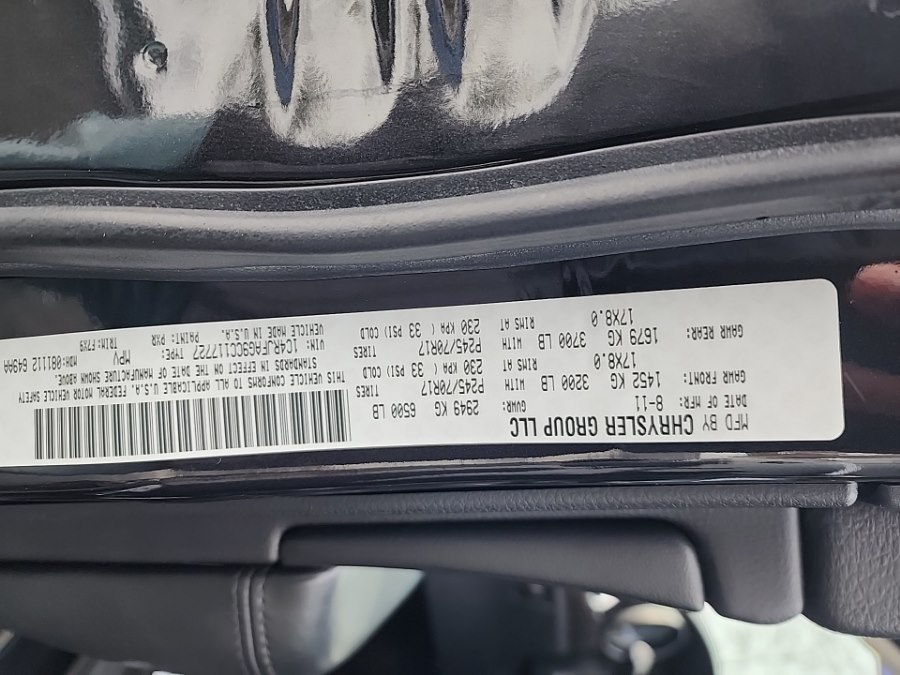 MFD BY CHRYSLER GROUP LLC
DATE OF MFR: 8-11 GVWR: 2949 KG 6500 LB
GAWR FRONT: 1452 KG 3200 LB WITH P245/70R17 TIRES
17X8.0 RIMS AT 230 KPA ( 33 PSI) COLD
GAWR REAR: 1679 KG 3700 LB WITH P245/70R17 TIRES
17X8.0 RIMS AT 230 KPA ( 33 PSI) COLD
THIS VEHICLE CONFORMS TO ALL APPLICABLE U.S.A. FEDERAL MOTOR VEHICLE SAFETY
STANDARDS IN EFFECT ON THE DATE OF MANUFACTURE SHOWN ABOVE.
VIN: 1C4RJFAG9CC117727 TYPE: MPV MDH:081112 649AA
VEHICLE MADE IN U.S.A. PAINT: PXR TRIM: F7X9